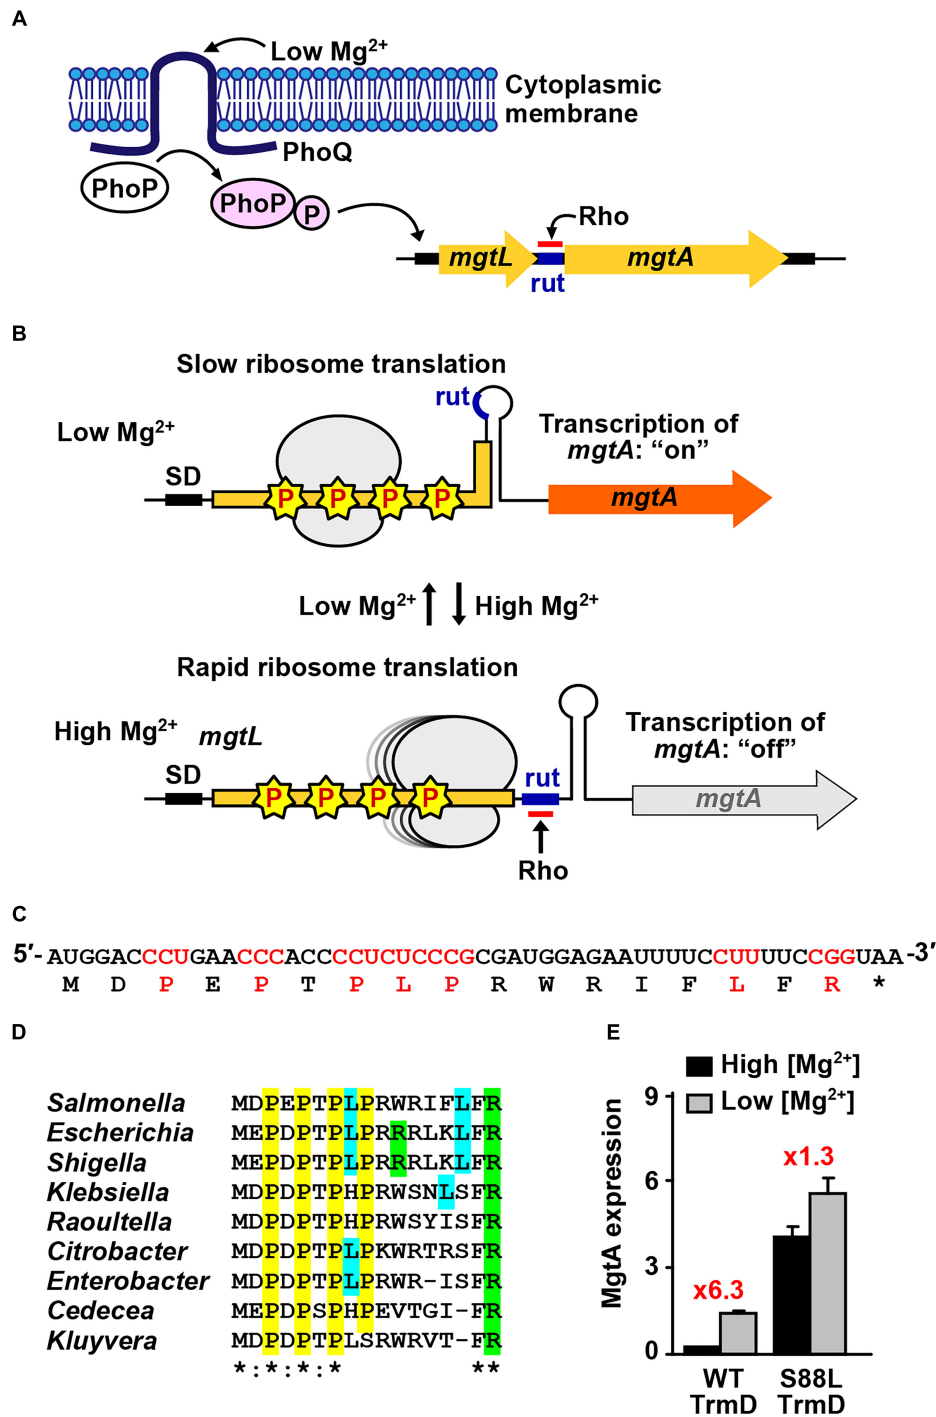 A
Low Mg2+
Cytoplasmic
membrane
PhoQ
PhoP
PhoP P
Rho
mgtL mgtA
rut
B
Slow ribosome translation
rut
Low Mg2+
Transcription of
mgtA: “on”
SD
P P P P
mgtA
Low Mg2+ High Mg2+
Rapid ribosome translation
High Mg2+ mgtL
Transcription of
mgtA: “off”
SD
rut
P P P P
mgtA
Rho
C
5′-AUGGACCCUGAACCCACCCCUCUCCCGCGAUGGAGAAUUUUCCUUUUCCGGUAA-3′
M D P E P T P L P R W R I F L F R *
D
Salmonella MDPEPTPLPRWRIFLFR
Escherichia MEPDPTPLPRRRLKLFR
Shigella MEPDPTPLPRRRLKLFR
Klebsiella MDPDPTPHPRWSNLSFR
Raoultella MDPDPTPHPRWSYISFR
Citrobacter MDPDPTPLPKWRTRSFR
Enterobacter MDPDPTPLPRWR-ISFR
Cedecea MEPDPSPHPEVTGI-FR
Kluyvera MDPDPTPLSRWRVT-FR
*:*:*:* **
E
High [Mg2+]
Low [Mg2+]
MgtA expression
9
6
3
0
x6.3
x1.3
WT
TrmD
S88L
TrmD